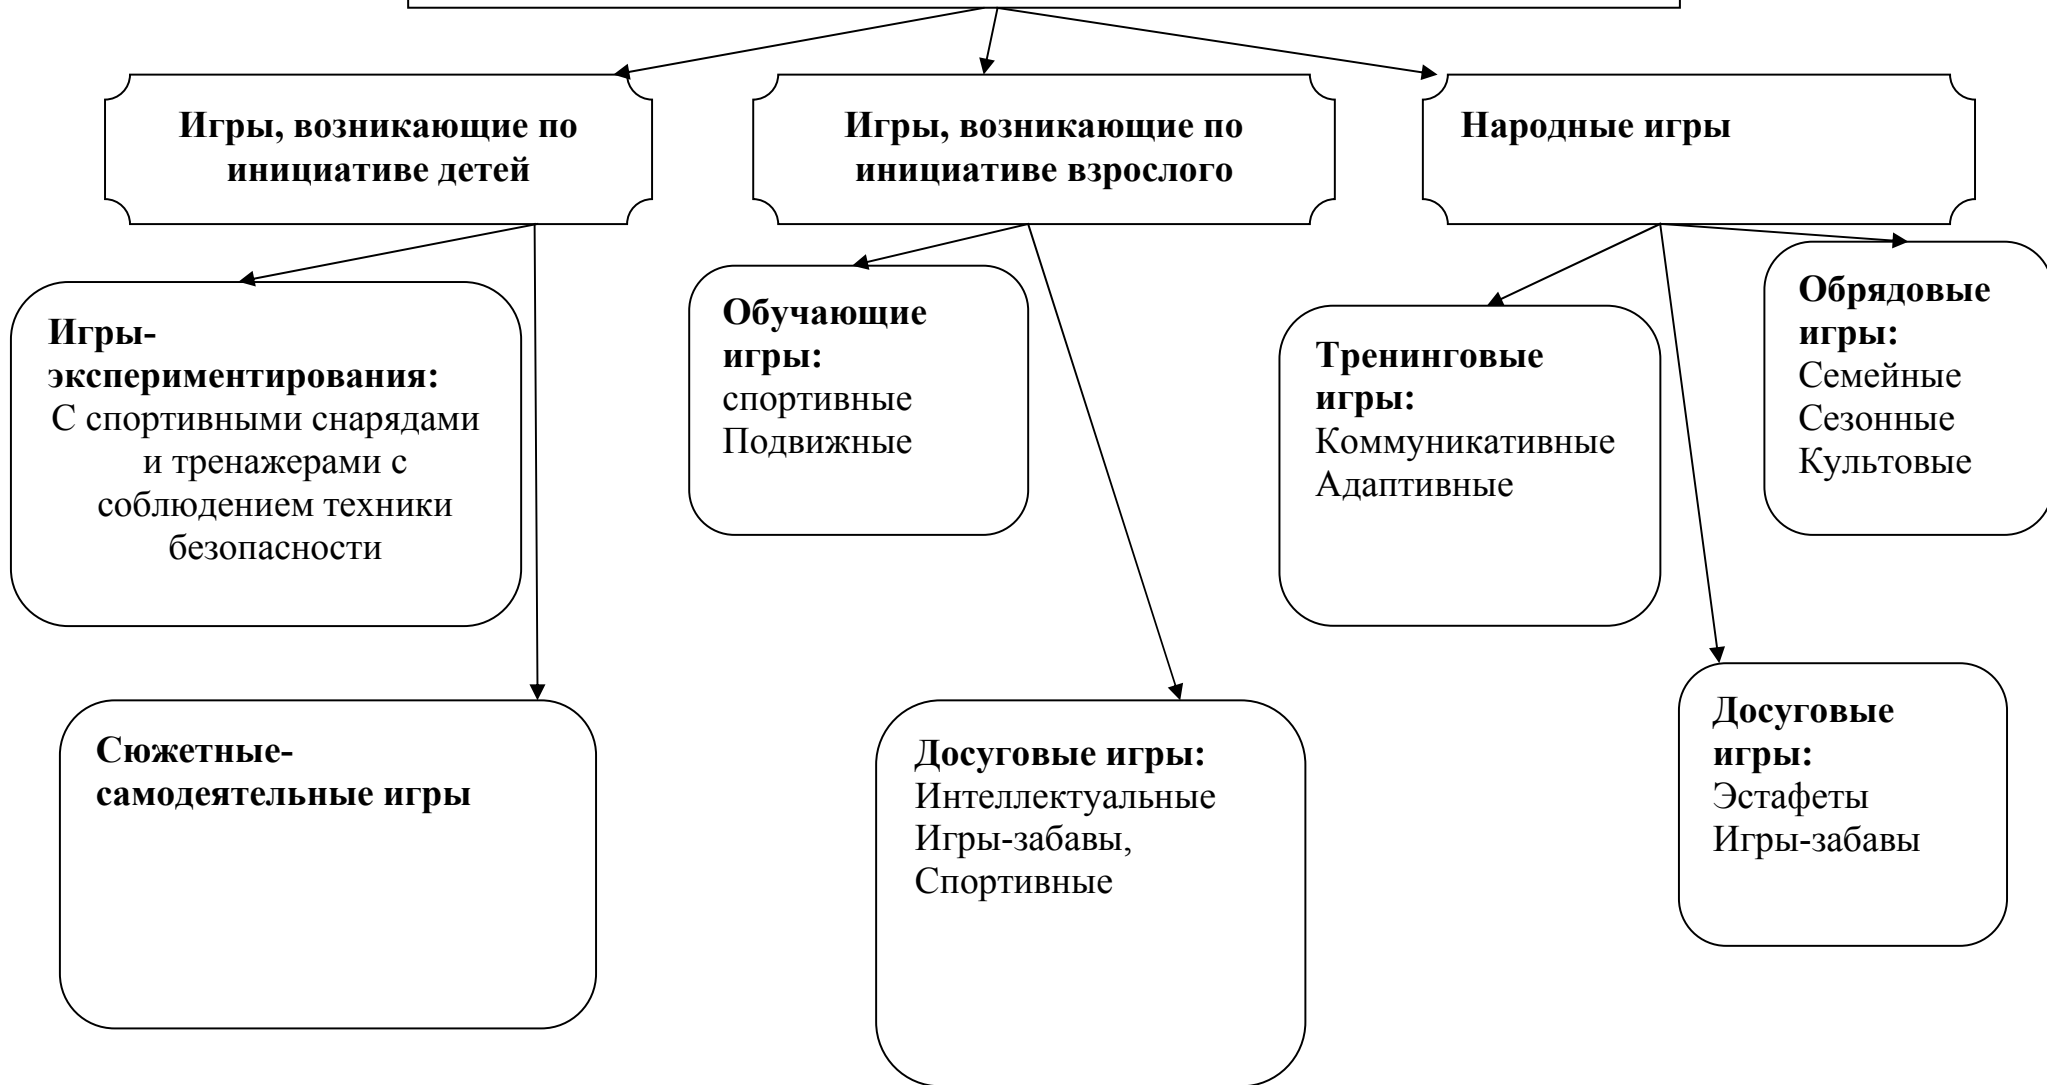 Игры, возникающие по
инициативе детей
Игры, возникающие по
инициативе взрослого
Народные игры
Игры-
экспериментирования:
С спортивными снарядами
и тренажерами с
соблюдением техники
безопасности
Обучающие
игры:
спортивные
Подвижные
Тренинговые
игры:
Коммуникативные
Адаптивные
Обрядовые
игры:
Семейные
Сезонные
Культовые
Сюжетные-
самодеятельные игры
Досуговые игры:
Интеллектуальные
Игры-забавы,
Спортивные
Досуговые
игры:
Эстафеты
Игры-забавы